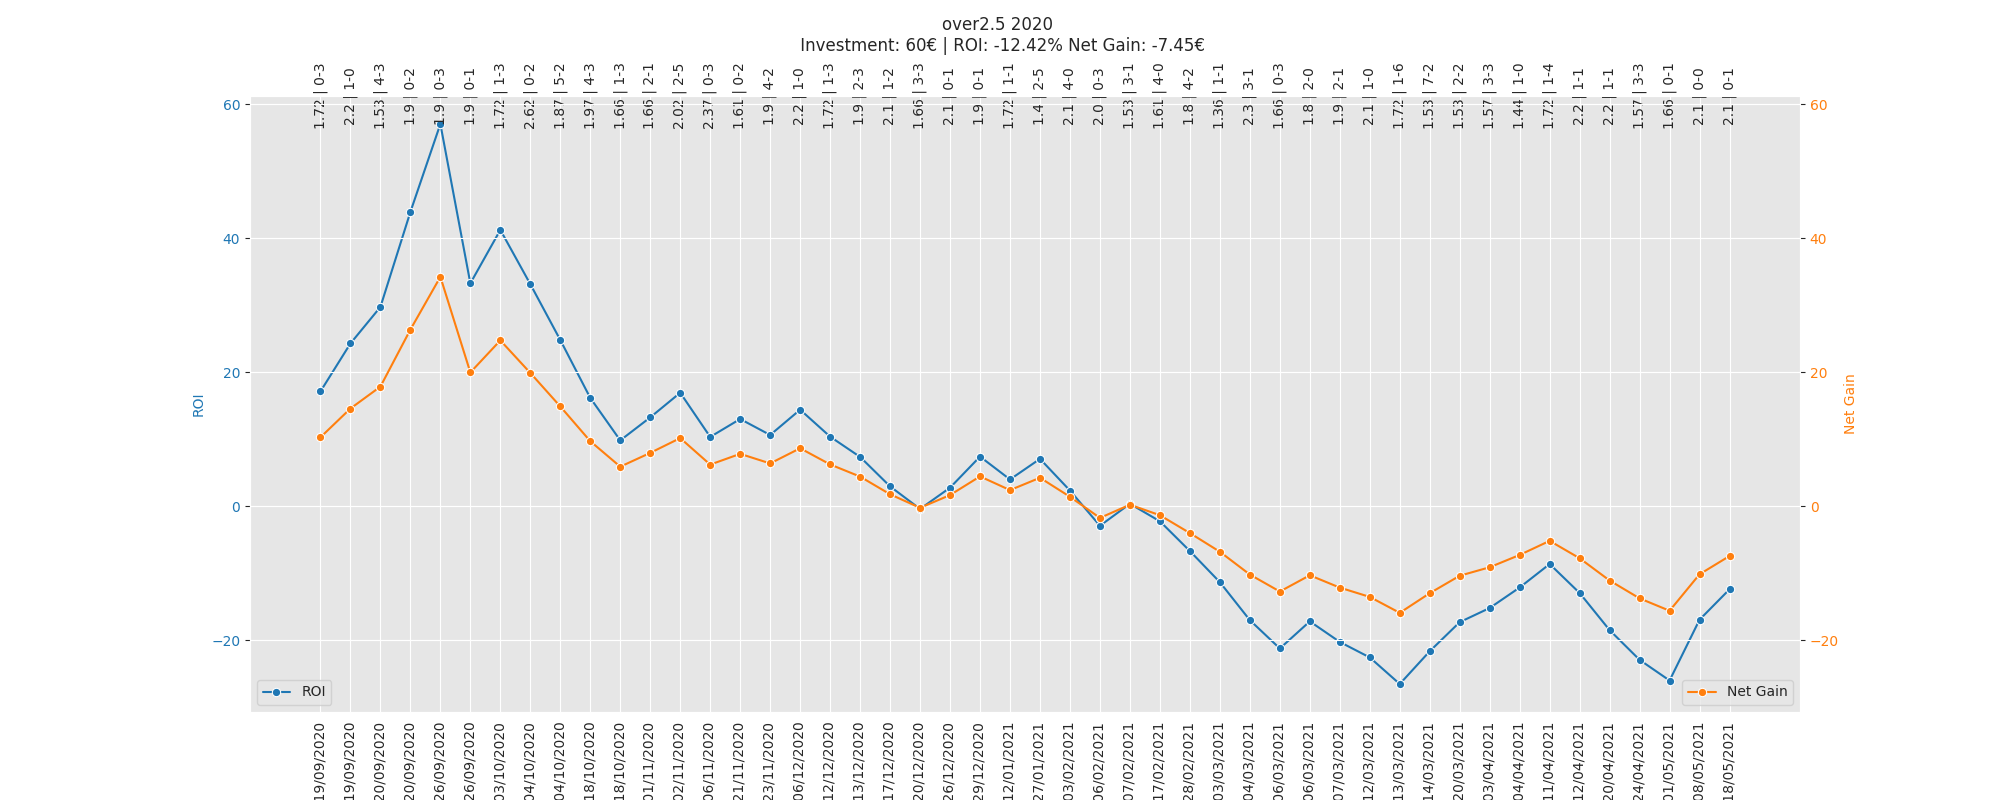 over2.5 2020
Investment: 60€ | ROI: -12.42% Net Gain: -7.45€
1.72 | 0-3
2.2 | 1-0
1.53 | 4-3
1.9 | 0-2
1.9 | 0-3
1.9 | 0-1
1.72 | 1-3
2.62 | 0-2
1.87 | 5-2
1.97 | 4-3
1.66 | 1-3
1.66 | 2-1
2.02 | 2-5
2.37 | 0-3
1.61 | 0-2
1.9 | 4-2
2.2 | 1-0
1.72 | 1-3
1.9 | 2-3
2.1 | 1-2
1.66 | 3-3
2.1 | 0-1
1.9 | 0-1
1.72 | 1-1
1.4 | 2-5
2.1 | 4-0
2.0 | 0-3
1.53 | 3-1
1.61 | 4-0
1.8 | 4-2
1.36 | 1-1
2.3 | 3-1
1.66 | 0-3
1.8 | 2-0
1.9 | 2-1
2.1 | 1-0
1.72 | 1-6
1.53 | 7-2
1.53 | 2-2
1.57 | 3-3
1.44 | 1-0
1.72 | 1-4
2.2 | 1-1
2.2 | 1-1
1.57 | 3-3
1.66 | 0-1
2.1 | 0-0
2.1 | 0-1
60
40
20
0
−20
ROI
60
40
20
0
−20
Net Gain
ROI
Net Gain
19/09/2020
19/09/2020
20/09/2020
20/09/2020
26/09/2020
26/09/2020
03/10/2020
04/10/2020
04/10/2020
18/10/2020
18/10/2020
01/11/2020
02/11/2020
06/11/2020
21/11/2020
23/11/2020
06/12/2020
12/12/2020
13/12/2020
17/12/2020
20/12/2020
26/12/2020
29/12/2020
12/01/2021
27/01/2021
03/02/2021
06/02/2021
07/02/2021
17/02/2021
28/02/2021
03/03/2021
04/03/2021
06/03/2021
06/03/2021
07/03/2021
12/03/2021
13/03/2021
14/03/2021
20/03/2021
03/04/2021
04/04/2021
11/04/2021
12/04/2021
20/04/2021
24/04/2021
01/05/2021
08/05/2021
18/05/2021